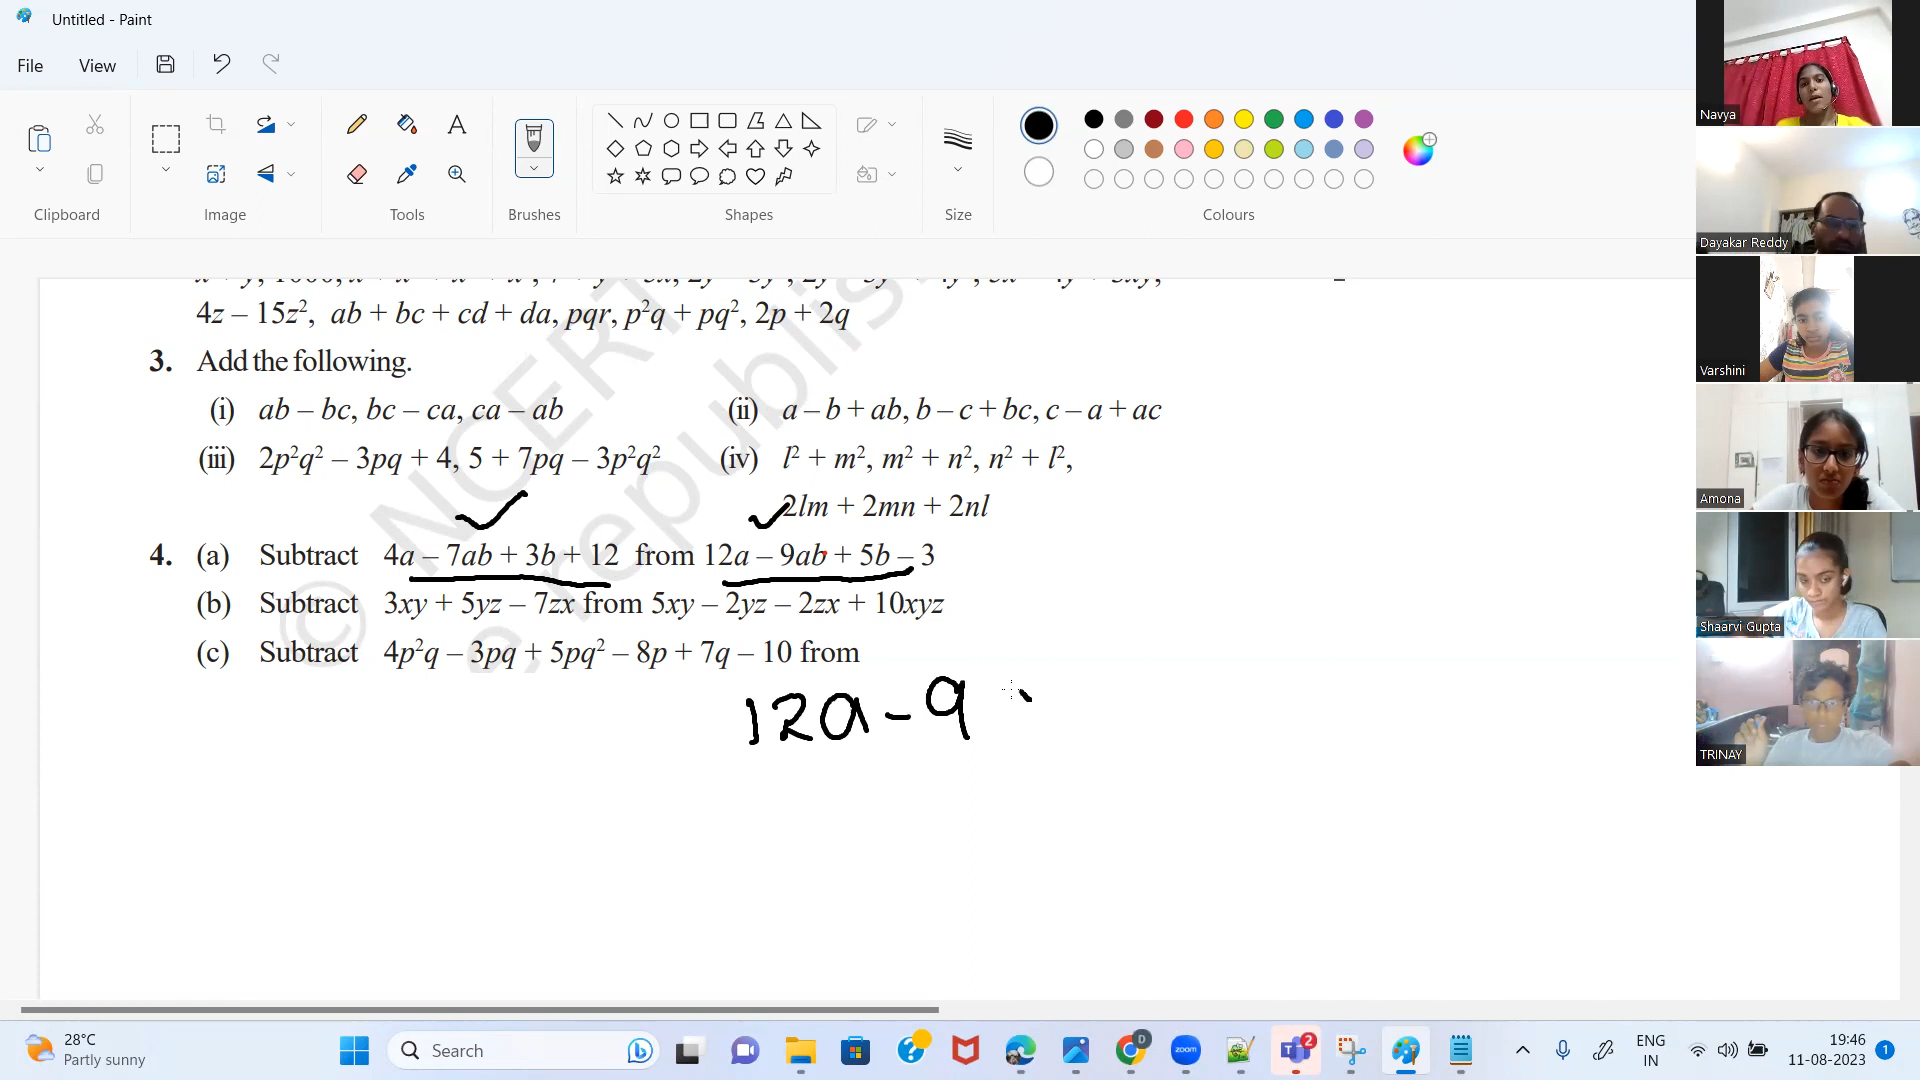 Untitled - Paint
File View
Clipboard Image Tools Brushes Shapes Size Colours
4z – 15z², ab + bc + cd + da, pqr, p²q + pq², 2p + 2q
3. Add the following.
(i) ab – bc, bc – ca, ca – ab (ii) a – b + ab, b – c + bc, c – a + ac
(iii) 2p²q² – 3pq + 4, 5 + 7pq – 3p²q² (iv) l² + m², m² + n², n² + l²,
2lm + 2mn + 2nl
4. (a) Subtract 4a – 7ab + 3b + 12 from 12a – 9ab + 5b – 3
(b) Subtract 3xy + 5yz – 7zx from 5xy – 2yz – 2zx + 10xyz
(c) Subtract 4p²q – 3pq + 5pq² – 8p + 7q – 10 from
12a – 9
© NCERT
republis
Navya
Dayakar Reddy
Varshini
Amona
Shaarvi Gupta
TRINAY
28°C
Partly sunny
Search
D
zoom
2
ENG
IN
19:46
11-08-2023
1